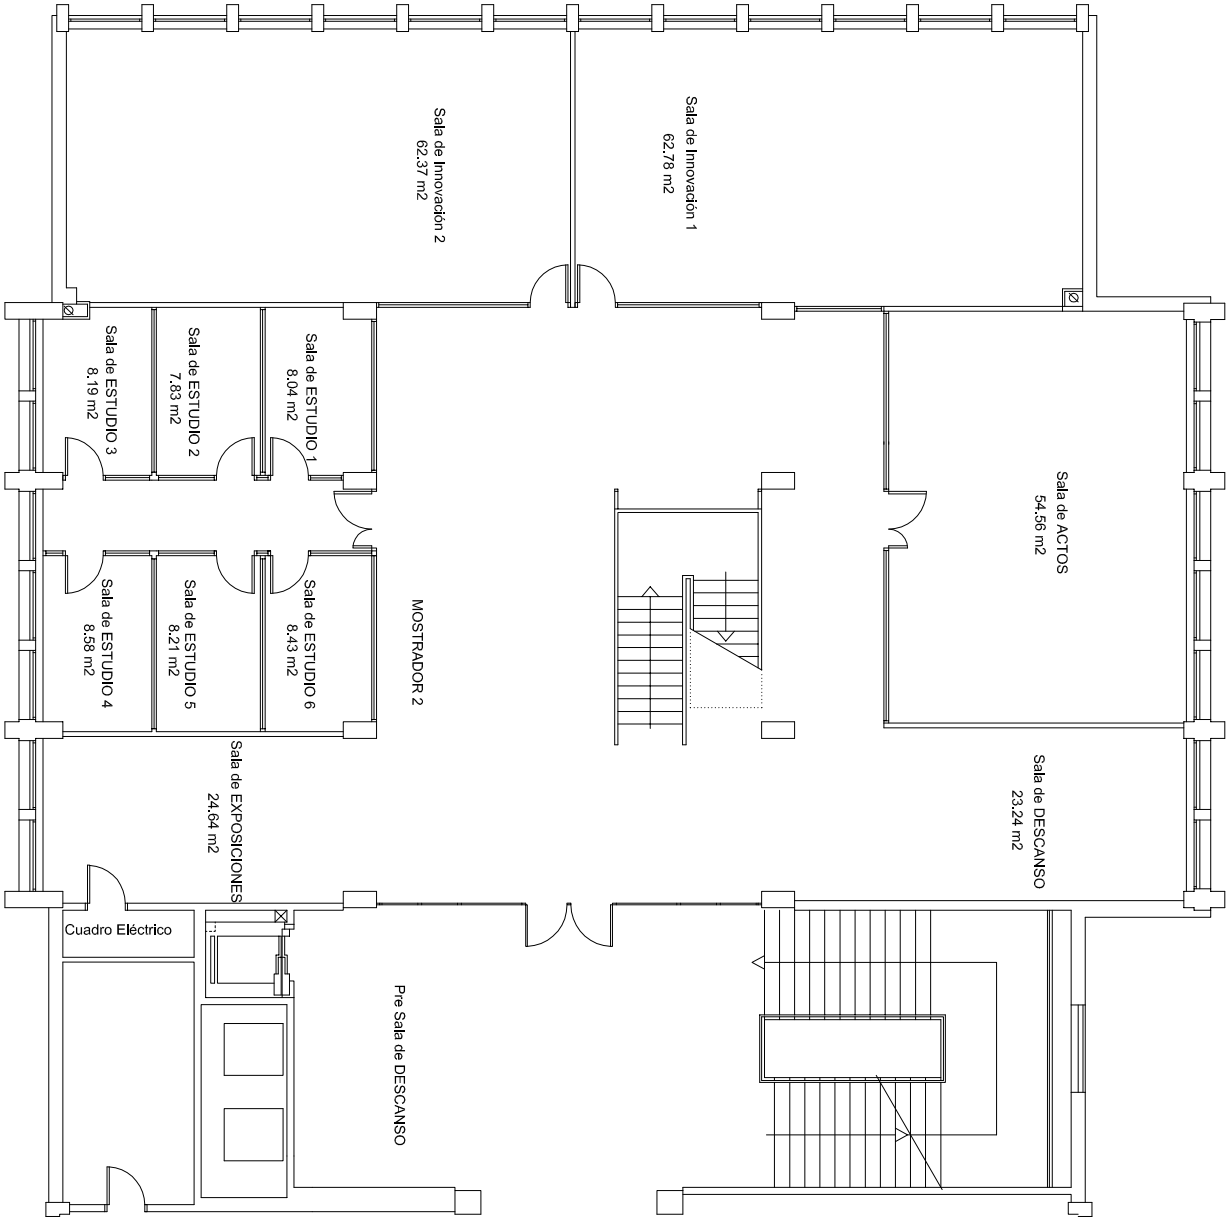 Sala de Innovación 2
62.37 m2
Sala de Innovación 1
62.78 m2
Sala de ESTUDIO 3
8.19 m2
Sala de ESTUDIO 2
7.83 m2
Sala de ESTUDIO 1
8.04 m2
Sala de ACTOS
54.56 m2
Sala de ESTUDIO 4
8.58 m2
Sala de ESTUDIO 5
8.21 m2
Sala de ESTUDIO 6
8.43 m2
MOSTRADOR 2
Sala de EXPOSICIONES
24.64 m2
Sala de DESCANSO
23.24 m2
Cuadro Eléctrico
Pre Sala de DESCANSO